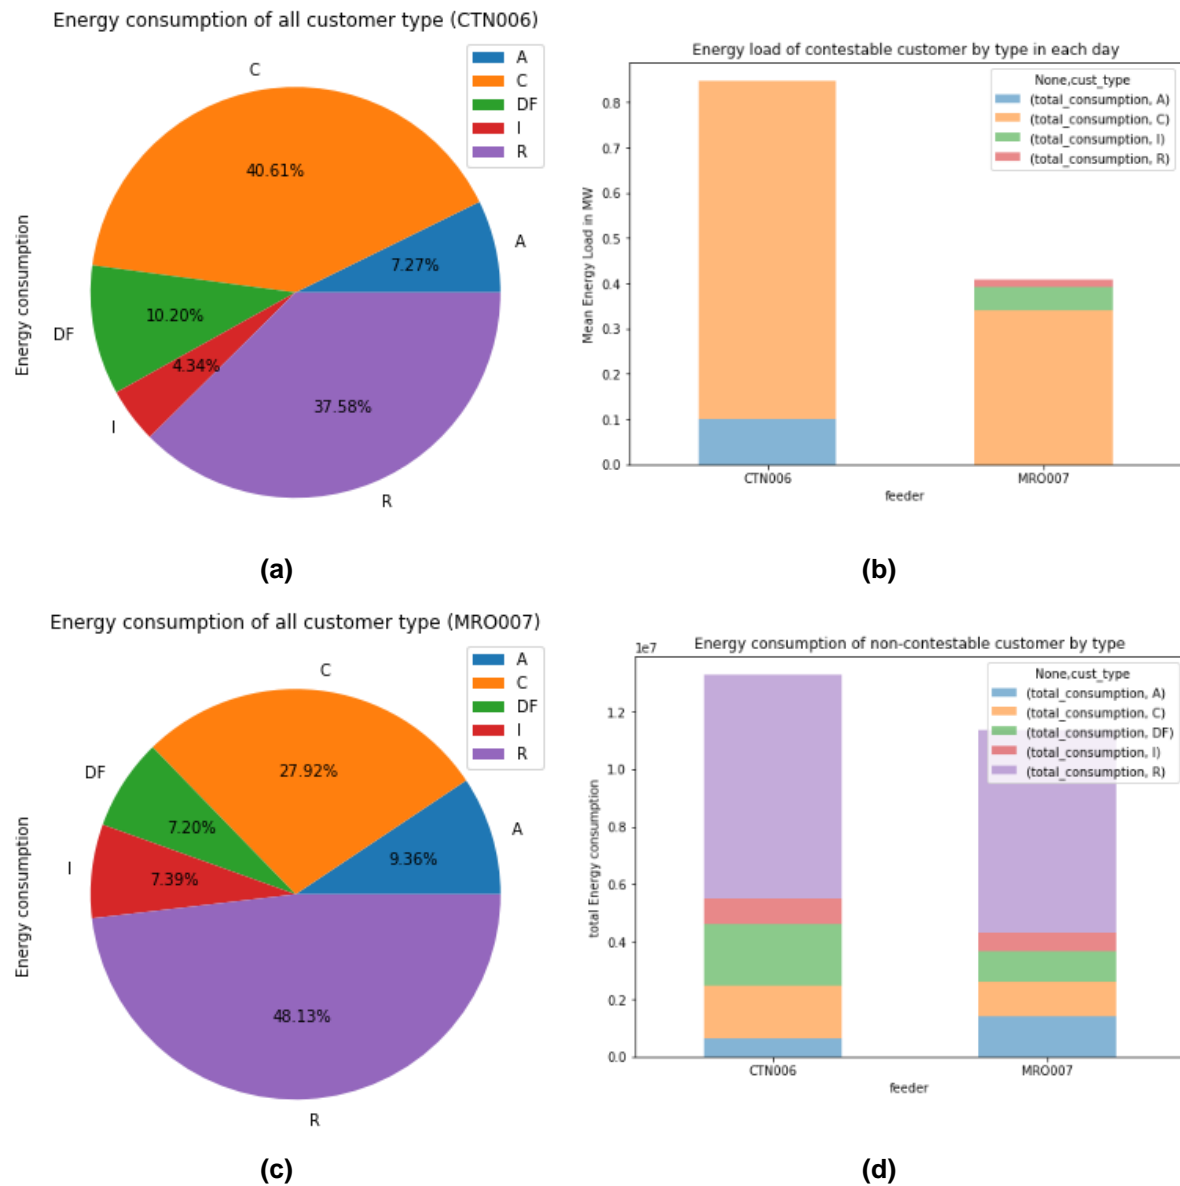 Energy consumption of all customer type (CTN006)
A
C
DF
I
R
C
40.61%
A
7.27%
10.20%
DF
4.34%
I
37.58%
R
Energy consumption
(a)
Energy load of contestable customer by type in each day
None,cust_type
(total_consumption, A)
(total_consumption, C)
(total_consumption, I)
(total_consumption, R)
0.8
0.7
0.6
0.5
0.4
0.3
0.2
0.1
0.0
Mean Energy Load in MW
CTN006
MRO007
feeder
(b)
Energy consumption of all customer type (MRO007)
A
C
DF
I
R
C
27.92%
DF
7.20%
A
9.36%
I
7.39%
48.13%
R
Energy consumption
(c)
Energy consumption of non-contestable customer by type
1e7
None,cust_type
(total_consumption, A)
(total_consumption, C)
(total_consumption, DF)
(total_consumption, I)
(total_consumption, R)
1.2
1.0
0.8
0.6
0.4
0.2
0.0
total Energy consumption
CTN006
MRO007
feeder
(d)